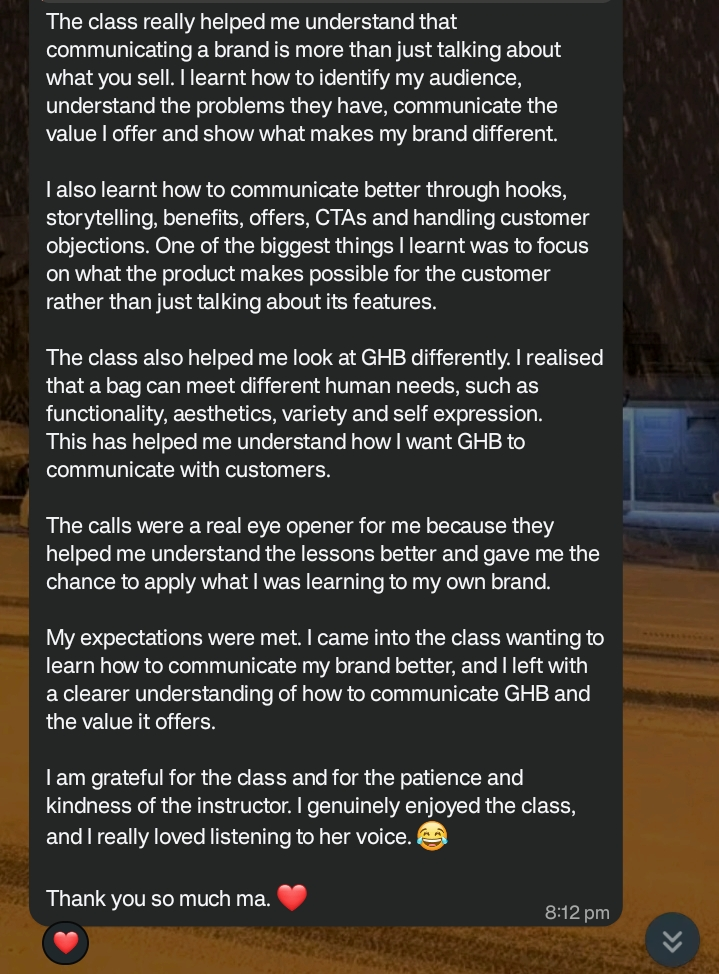 The class really helped me understand that
communicating a brand is more than just talking about
what you sell. I learnt how to identify my audience,
understand the problems they have, communicate the
value I offer and show what makes my brand different.
I also learnt how to communicate better through hooks,
storytelling, benefits, offers, CTAs and handling customer
objections. One of the biggest things I learnt was to focus
on what the product makes possible for the customer
rather than just talking about its features.
The class also helped me look at GHB differently. I realised
that a bag can meet different human needs, such as
functionality, aesthetics, variety and self expression.
This has helped me understand how I want GHB to
communicate with customers.
The calls were a real eye opener for me because they
helped me understand the lessons better and gave me the
chance to apply what I was learning to my own brand.
My expectations were met. I came into the class wanting to
learn how to communicate my brand better, and I left with
a clearer understanding of how to communicate GHB and
the value it offers.
I am grateful for the class and for the patience and
kindness of the instructor. I genuinely enjoyed the class,
and I really loved listening to her voice. 😂
Thank you so much ma. ❤️
8:12 pm